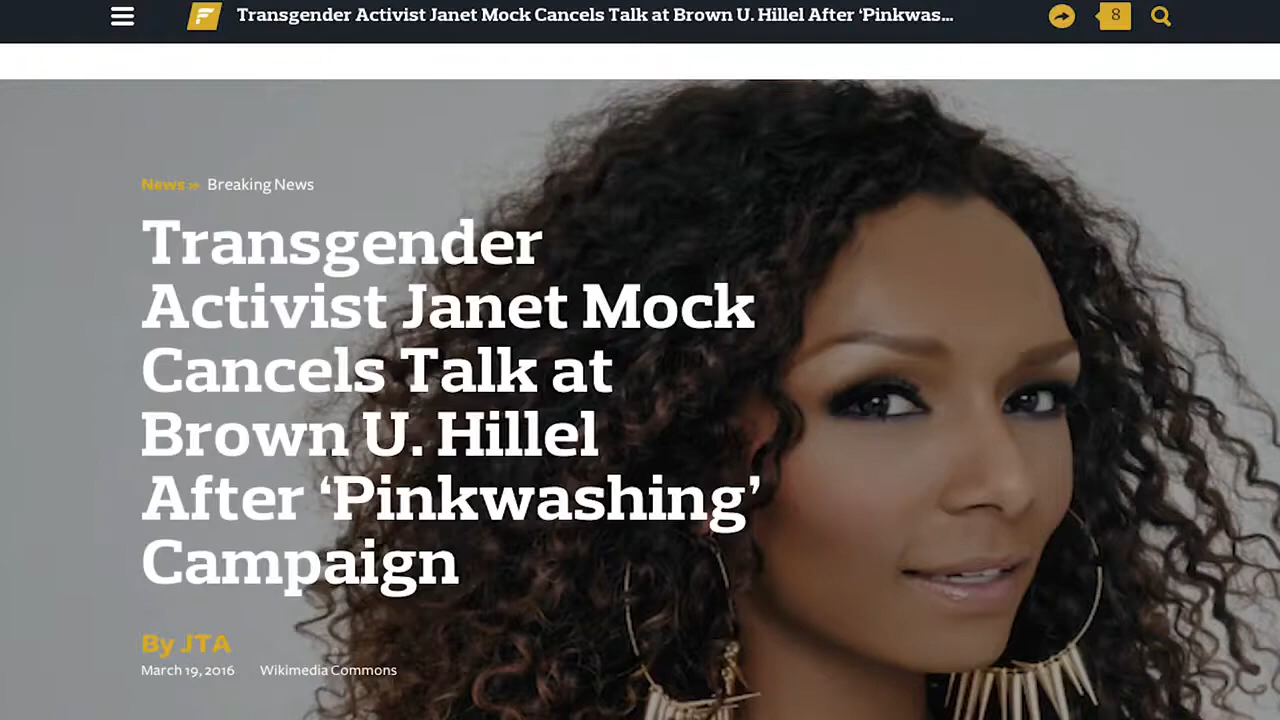 Transgender Activist Janet Mock Cancels Talk at Brown U. Hillel After ‘Pinkwas...
8
News» Breaking News
Transgender
Activist Janet Mock
Cancels Talk at
Brown U. Hillel
After ‘Pinkwashing’
Campaign
By JTA
March 19, 2016 Wikimedia Commons